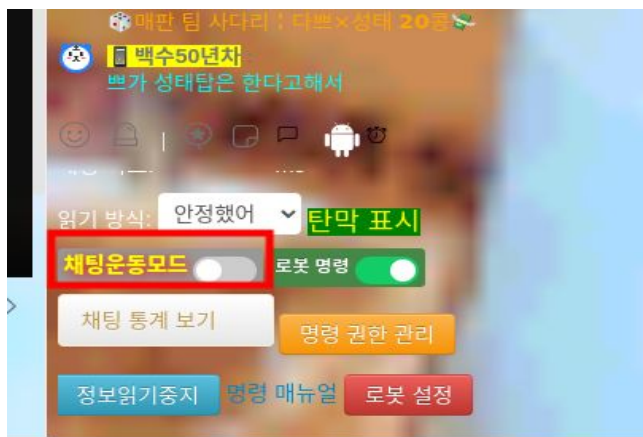 🎲매판 팀 사다리 ¦ 다쁘×성태 20콩💸
📱백수50년차
쁘가 성태탑은 한다고해서
읽기 방식: 안정했어 탄막 표시
채팅운동모드 로봇 명령
채팅 통계 보기 명령 권한 관리
정보읽기중지 명령 매뉴얼 로봇 설정